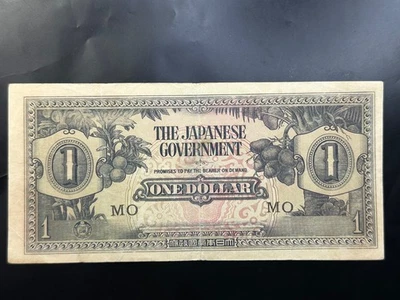 THE JAPANESE
GOVERNMENT
PROMISES TO PAY THE BEARER ON DEMAND
1 1
ONE DOLLAR
MO MO
1 1